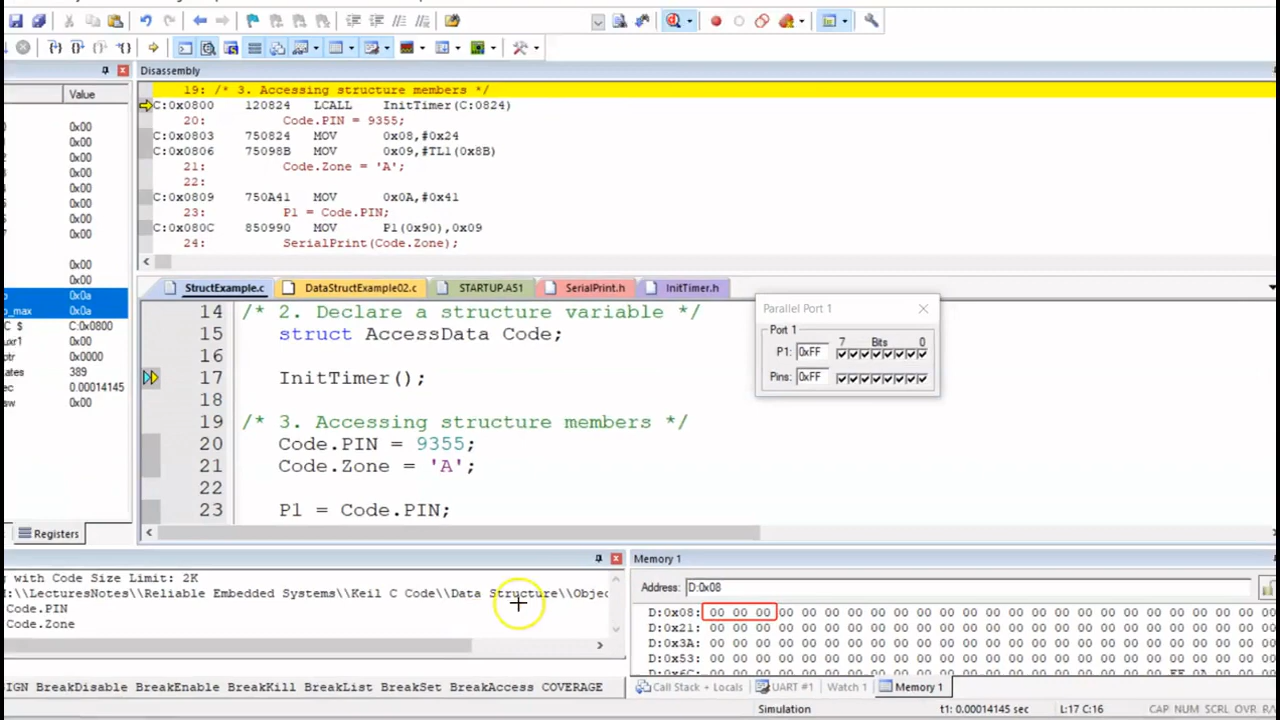 Disassembly
19: /* 3. Accessing structure members */
C:0x0800 120824 LCALL InitTimer(C:0824)
20: Code.PIN = 9355;
C:0x0803 750824 MOV 0x08,#0x24
C:0x0806 75098B MOV 0x09,#TL1(0x8B)
21: Code.Zone = 'A';
22:
C:0x0809 750A41 MOV 0x0A,#0x41
23: P1 = Code.PIN;
C:0x080C 850990 MOV P1(0x90),0x09
24: SerialPrint(Code.Zone);
Value
0x00
0x00
0x00
0x00
0x00
0x00
0x00
0x00
0x00
0x00
0x0a
_max 0x0a
C $ C:0x0800
uxr1 0x00
ptr 0x0000
ates 389
ec 0.00014145
sw 0x00
Registers
StructExample.c DataStructExample02.c STARTUP.A51 SerialPrint.h InitTimer.h
14 /* 2. Declare a structure variable */
15 struct AccessData Code;
16
17 InitTimer();
18
19 /* 3. Accessing structure members */
20 Code.PIN = 9355;
21 Code.Zone = 'A';
22
23 P1 = Code.PIN;
Parallel Port 1
Port 1
7 Bits 0
P1: 0xFF
Pins: 0xFF
g with Code Size Limit: 2K
I:\\LecturesNotes\\Reliable Embedded Systems\\Keil C Code\\Data Structure\\Objec
Code.PIN
Code.Zone
IGN BreakDisable BreakEnable BreakKill BreakList BreakSet BreakAccess COVERAGE
Memory 1
Address: D:0x08
D:0x08: 00 00 00 00 00 00 00 00 00 00 00 00 00 00 00 00 00 00 00 00 00 00 00 00 00
D:0x21: 00 00 00 00 00 00 00 00 00 00 00 00 00 00 00 00 00 00 00 00 00 00 00 00 00
D:0x3A: 00 00 00 00 00 00 00 00 00 00 00 00 00 00 00 00 00 00 00 00 00 00 00 00 00
D:0x53: 00 00 00 00 00 00 00 00 00 00 00 00 00 00 00 00 00 00 00 00 00 00 00 00 00
Call Stack + Locals UART #1 Watch 1 Memory 1
Simulation t1: 0.00014145 sec L:17 C:16 CAP NUM SCRL OVR R/